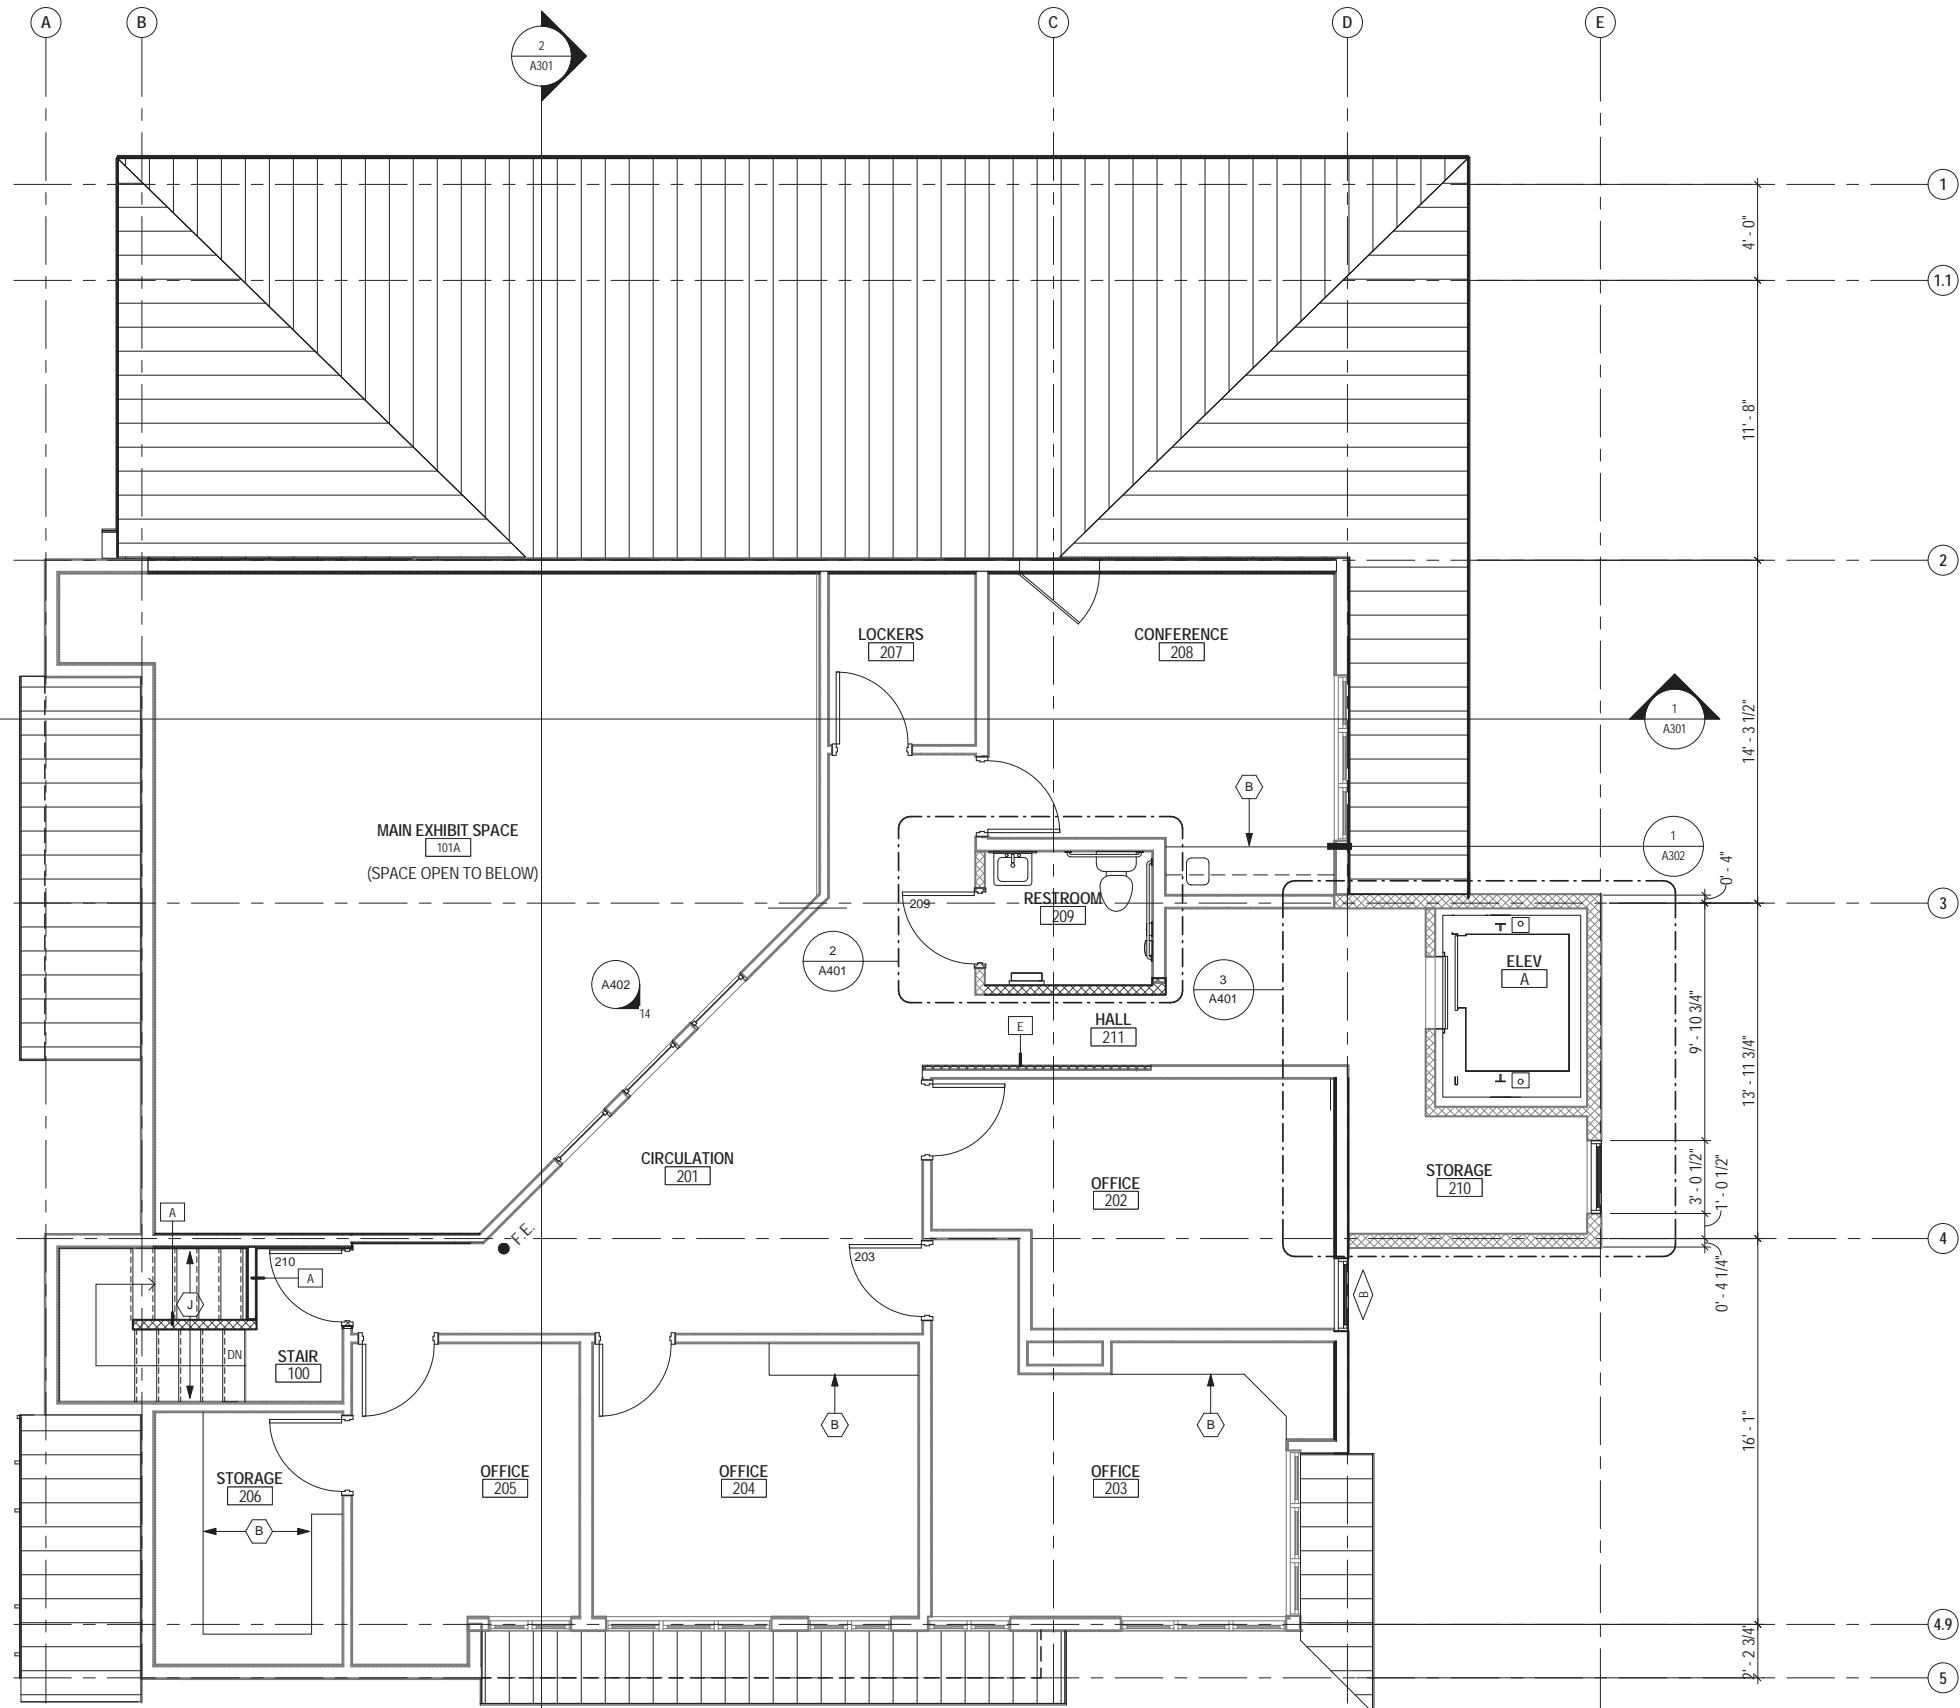 A
B
C
D
E
2
A301
1
4' - 0"
1.1
11' - 8"
2
LOCKERS
207
CONFERENCE
208
14' - 3 1/2"
1
A301
B
MAIN EXHIBIT SPACE
101A
(SPACE OPEN TO BELOW)
1
A302
0' - 4"
209
RESTROOM
209
3
2
A401
3
A401
ELEV
A
A402
14
HALL
211
E
9' - 10 3/4"
13' - 11 3/4"
CIRCULATION
201
OFFICE
202
STORAGE
210
3' - 0 1/2"
1' - 0 1/2"
A
F.E.
4
210
A
203
0' - 4 1/4"
J
B
DN
STAIR
100
B
B
16' - 1"
STORAGE
206
OFFICE
205
OFFICE
204
OFFICE
203
B
4.9
2' - 2 3/4"
5